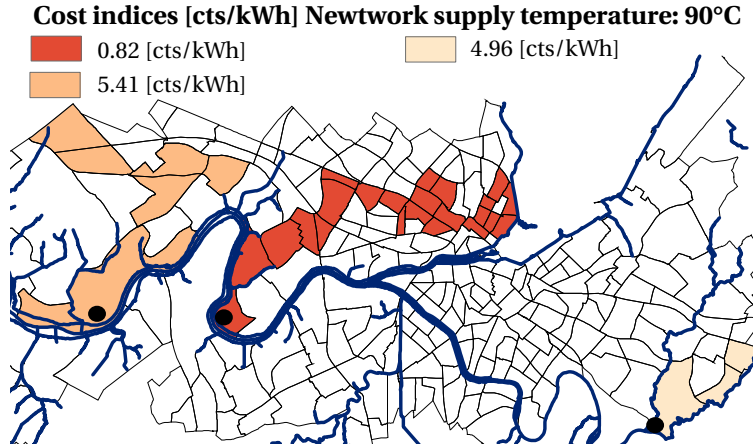 Cost indices [cts/kWh] Newtwork supply temperature: 90°C
0.82 [cts/kWh]
4.96 [cts/kWh]
5.41 [cts/kWh]